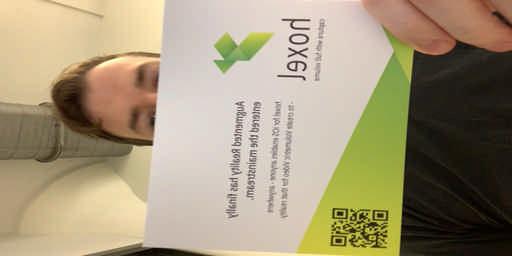 hoxel
capture with full volume
Augmented Reality has finally
entered the mainstream.
hoxel for iOS enables anyone - anywhere
- to create volumetric video for true reality